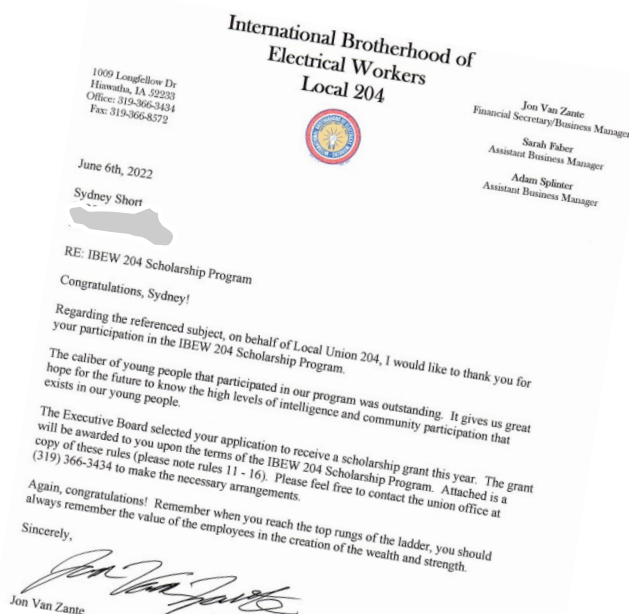 International Brotherhood of
Electrical Workers
Local 204
1009 Longfellow Dr
Hiawatha, IA 52233
Office: 319-366-3434
Fax: 319-366-8572
Jon Van Zante
Financial Secretary/Business Manager
Sarah Faber
Assistant Business Manager
Adam Splinter
Assistant Business Manager
June 6th, 2022
Sydney Short
RE: IBEW 204 Scholarship Program
Congratulations, Sydney!
Regarding the referenced subject, on behalf of Local Union 204, I would like to thank you for
your participation in the IBEW 204 Scholarship Program.
The caliber of young people that participated in our program was outstanding. It gives us great
hope for the future to know the high levels of intelligence and community participation that
exists in our young people.
The Executive Board selected your application to receive a scholarship grant this year. The grant
will be awarded to you upon the terms of the IBEW 204 Scholarship Program. Attached is a
copy of these rules (please note rules 11 - 16). Please feel free to contact the union office at
(319) 366-3434 to make the necessary arrangements.
Again, congratulations! Remember when you reach the top rungs of the ladder, you should
always remember the value of the employees in the creation of the wealth and strength.
Sincerely,
Jon Van Zante
Jon Van Zante